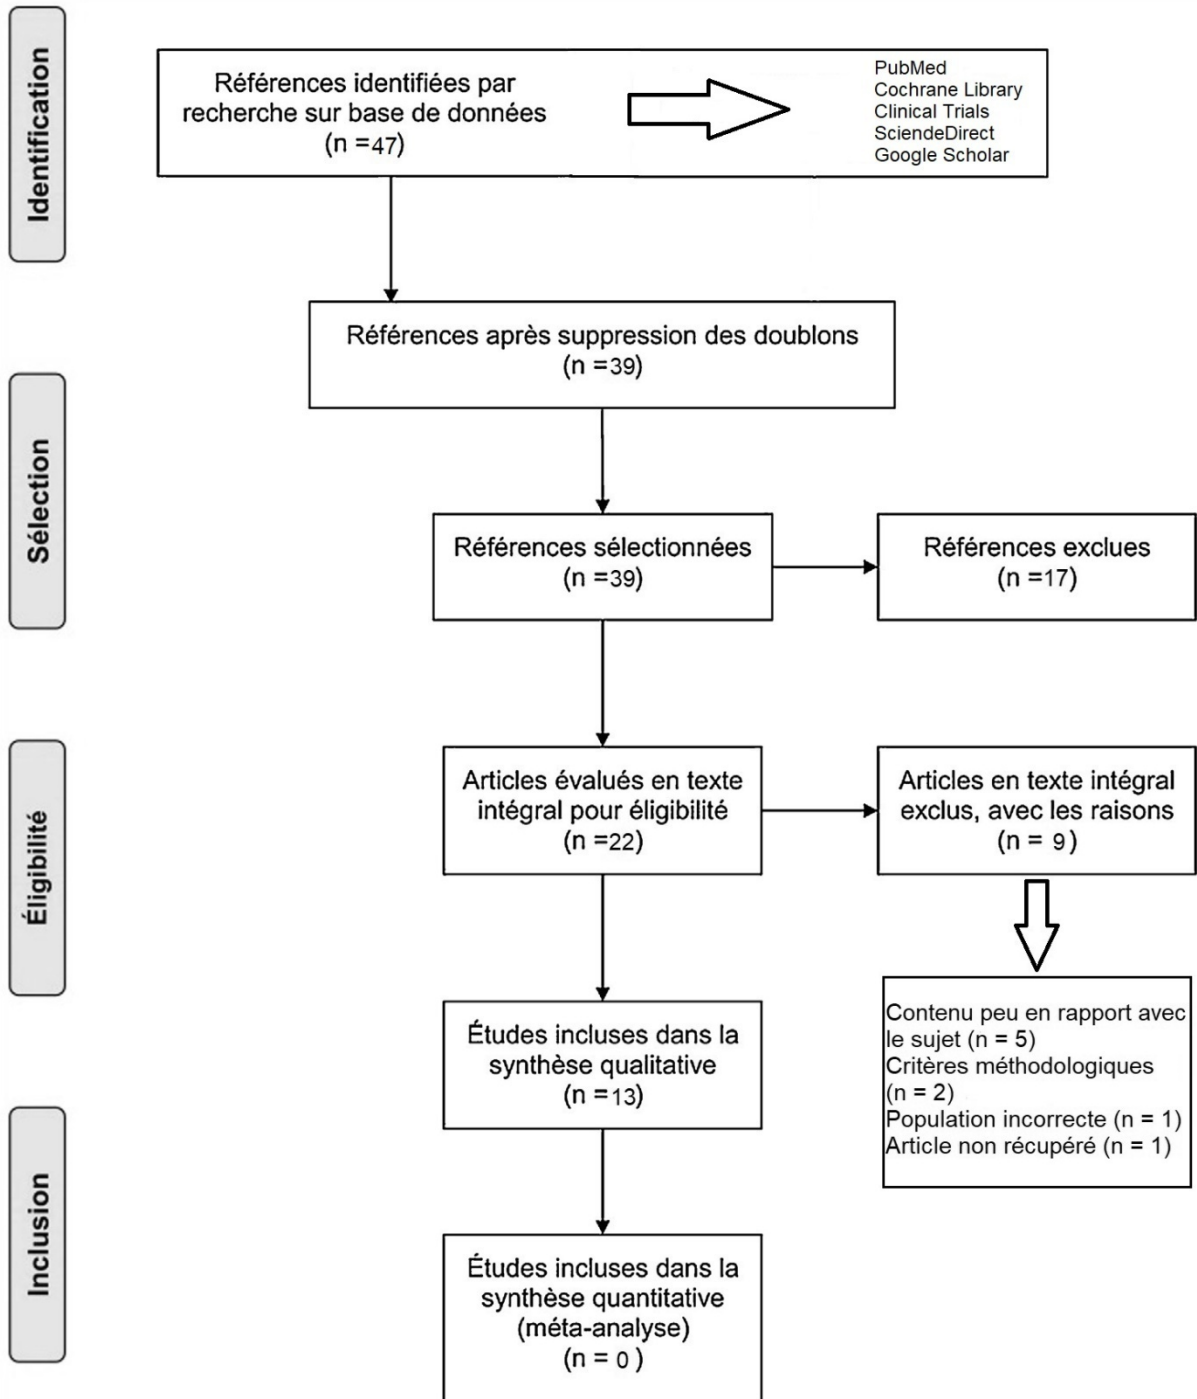 Identification
Références identifiées par
recherche sur base de données
(n =47)
PubMed
Cochrane Library
Clinical Trials
SciendeDirect
Google Scholar
Références après suppression des doublons
(n =39)
Sélection
Références sélectionnées
(n =39)
Références exclues
(n =17)
Éligibilité
Articles évalués en texte
intégral pour éligibilité
(n =22)
Articles en texte intégral
exclus, avec les raisons
(n = 9)
Contenu peu en rapport avec
le sujet (n = 5)
Critères méthodologiques
(n = 2)
Population incorrecte (n = 1)
Article non récupéré (n = 1)
Études incluses dans la
synthèse qualitative
(n =13)
Inclusion
Études incluses dans la
synthèse quantitative
(méta-analyse)
(n = 0 )